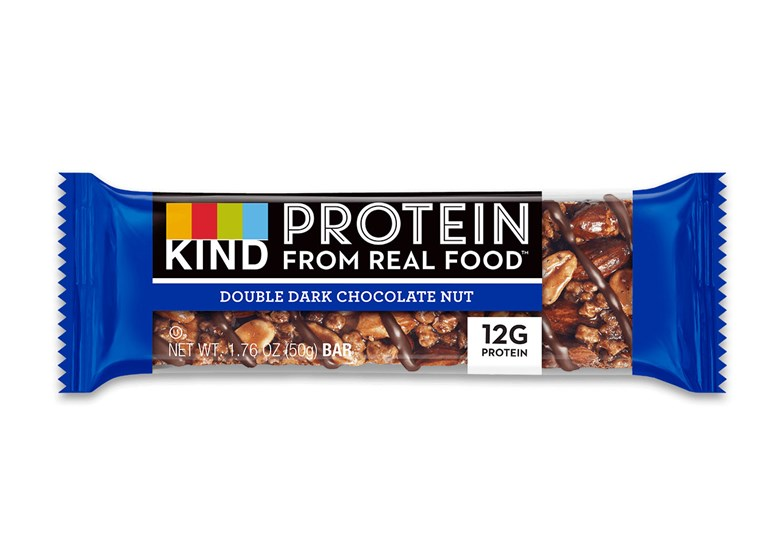 KIND
PROTEIN
FROM REAL FOOD™
DOUBLE DARK CHOCOLATE NUT
U
NET WT. 1.76 OZ (50g) BAR
12G
PROTEIN